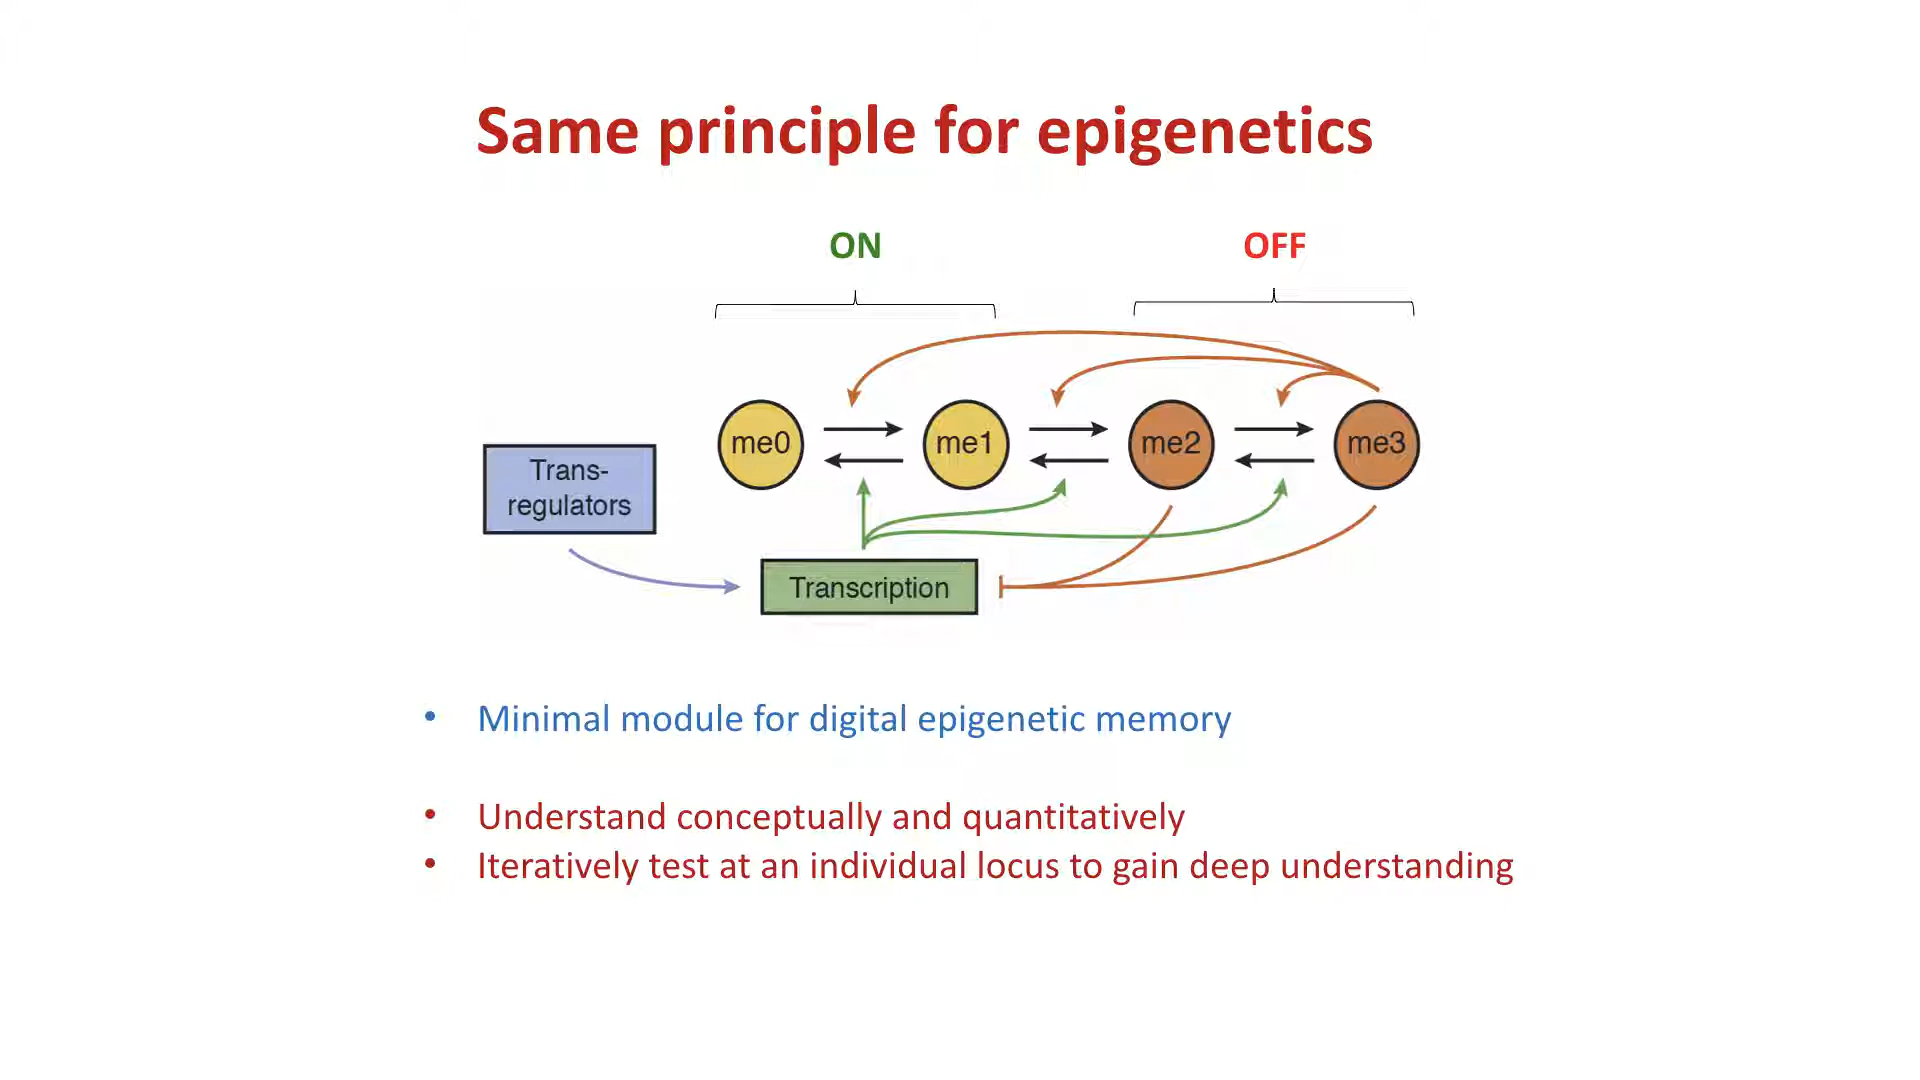 Same principle for epigenetics
ON
OFF
me0
me1
me2
me3
Trans-
regulators
Transcription
• Minimal module for digital epigenetic memory
• Understand conceptually and quantitatively
• Iteratively test at an individual locus to gain deep understanding